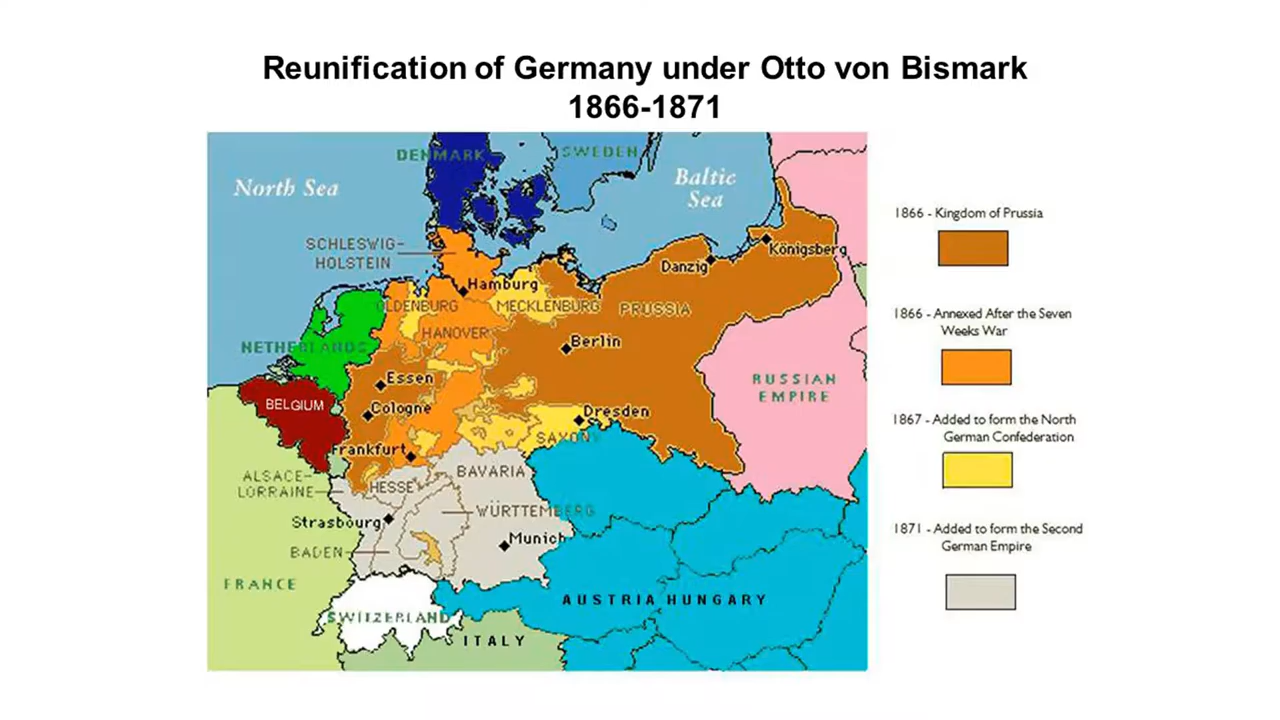 Reunification of Germany under Otto von Bismark
1866-1871
DENMARK
SWEDEN
North Sea
Baltic
Sea
SCHLESWIG-
HOLSTEIN
Königsberg
Danzig
Hamburg
OLDENBURG
MECKLENBURG
PRUSSIA
HANOVER
NETHERLANDS
Berlin
Essen
RUSSIAN
EMPIRE
BELGIUM
Cologne
Dresden
SAXONY
Frankfurt
ALSACE-
LORRAINE
HESSE
BAVARIA
WÜRTTEMBERG
Strasbourg
Munich
BADEN
FRANCE
AUSTRIA HUNGARY
SWITZERLAND
ITALY
1866 - Kingdom of Prussia
1866 - Annexed After the Seven
Weeks War
1867 - Added to form the North
German Confederation
1871 - Added to form the Second
German Empire